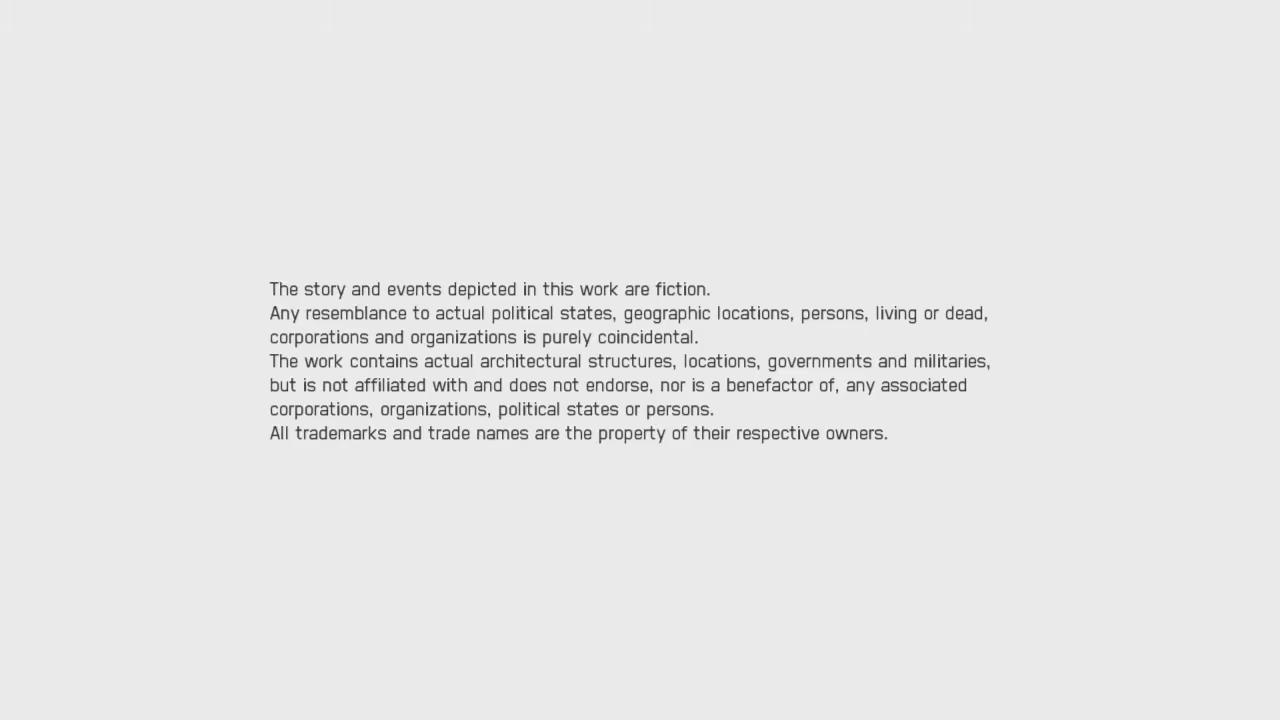 The story and events depicted in this work are fiction.
Any resemblance to actual political states, geographic locations, persons, living or dead,
corporations and organizations is purely coincidental.
The work contains actual architectural structures, locations, governments and militaries,
but is not affiliated with and does not endorse, nor is a benefactor of, any associated
corporations, organizations, political states or persons.
All trademarks and trade names are the property of their respective owners.